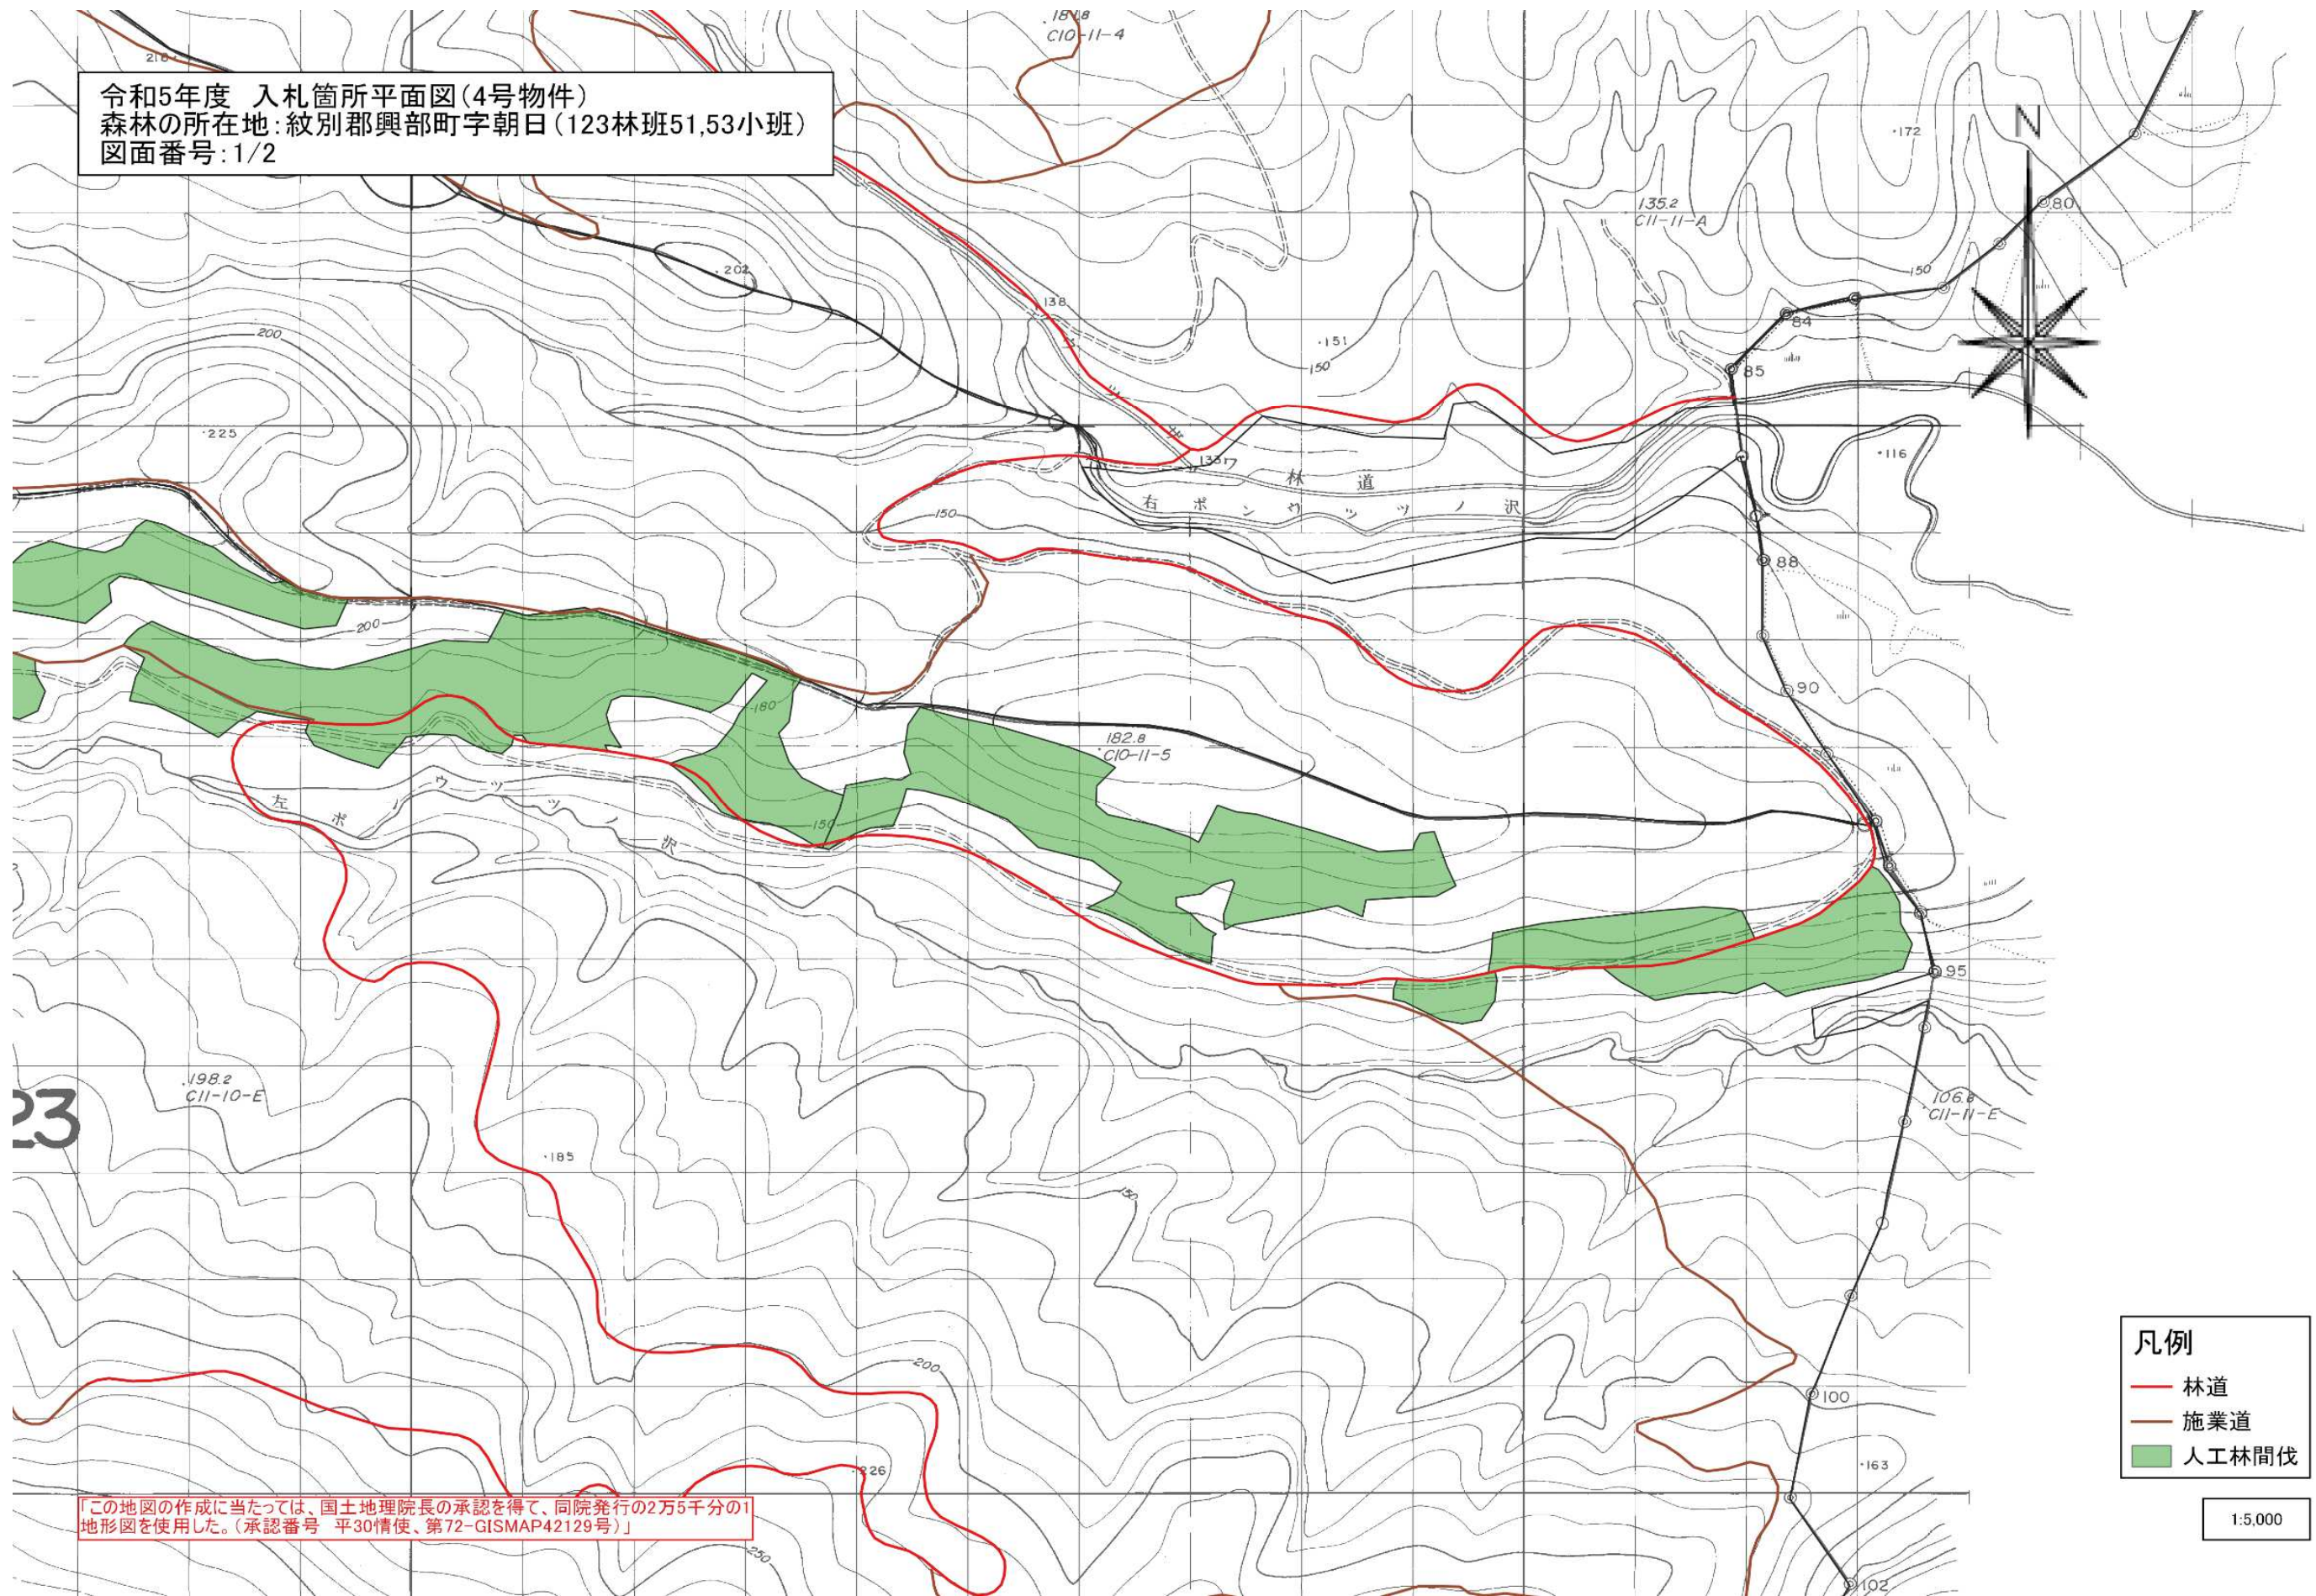 令和5年度　入札箇所平面図(4号物件)
森林の所在地:紋別郡興部町字朝日(123林班51,53小班)
図面番号:1/2
C10-11-4
N
172
135.2
C11-11-A
80
202
150
138
84
151
150
200
85
225
116
林道
右ポンウッツノ沢
150
88
200
90
180
182.8
C10-11-5
左ポンウッツノ沢
150
95
198.2
C11-10-E
23
C11-11-E
185
150
200
凡例
林道
施業道
人工林間伐
100
163
226
「この地図の作成に当たっては、国土地理院長の承認を得て、同院発行の2万5千分の1
地形図を使用した。(承認番号　平30情使、第72-GISMAP42129号)」
1:5,000
250
102